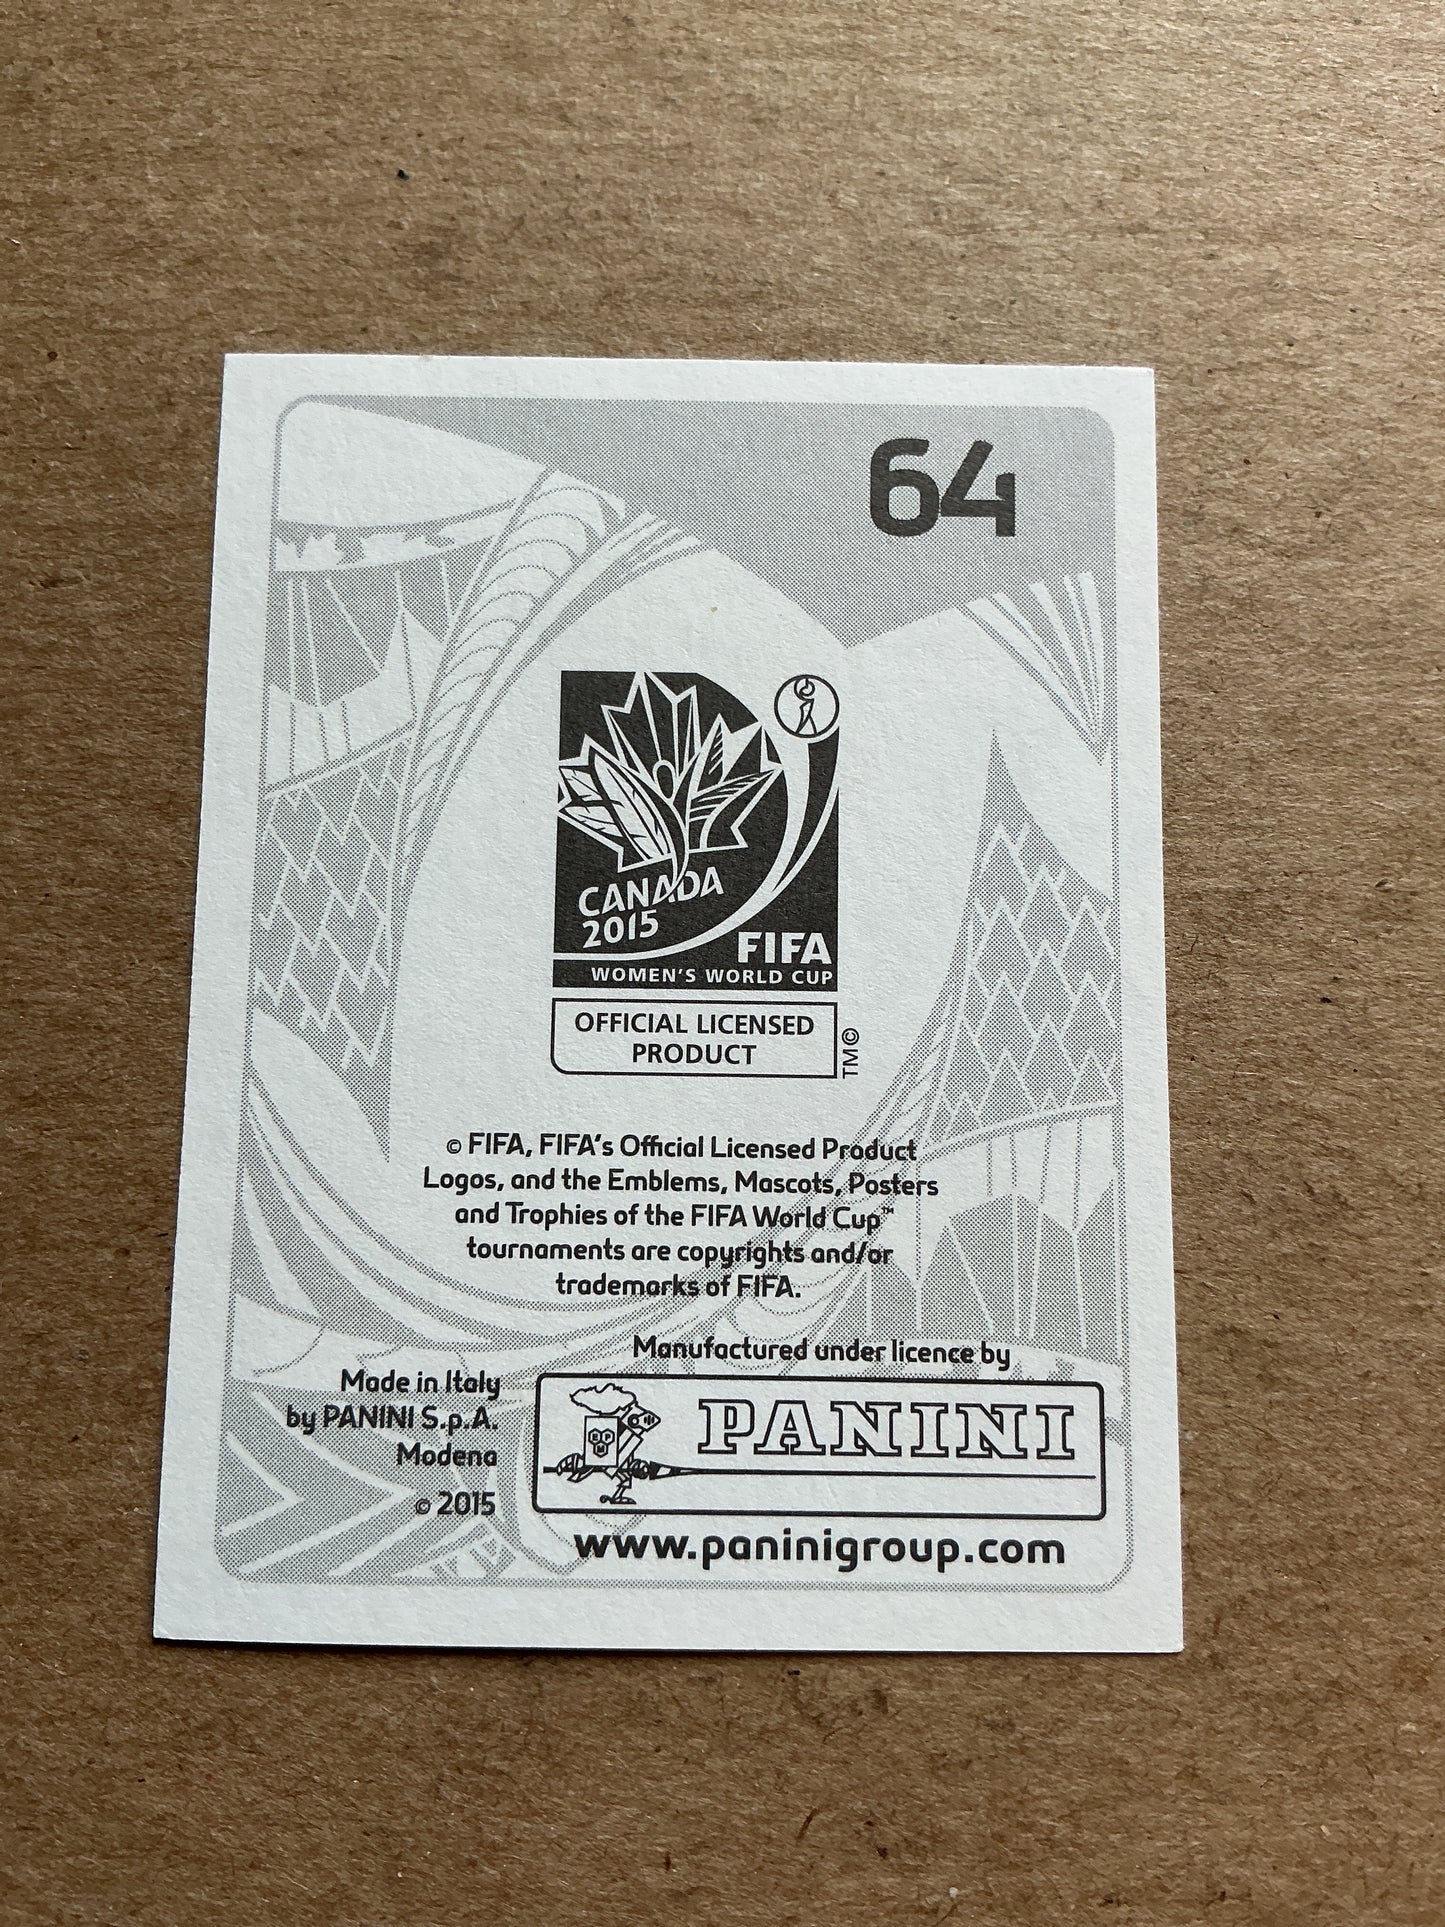 64
CANADA
2015
FIFA
WOMEN'S WORLD CUP
OFFICIAL LICENSED
PRODUCT
TM©
© FIFA, FIFA's Official Licensed Product
Logos, and the Emblems, Mascots, Posters
and Trophies of the FIFA World Cup™
tournaments are copyrights and/or
trademarks of FIFA.
Manufactured under licence by
Made in Italy
by PANINI S.p.A.
Modena
© 2015
PANINI
www.paninigroup.com